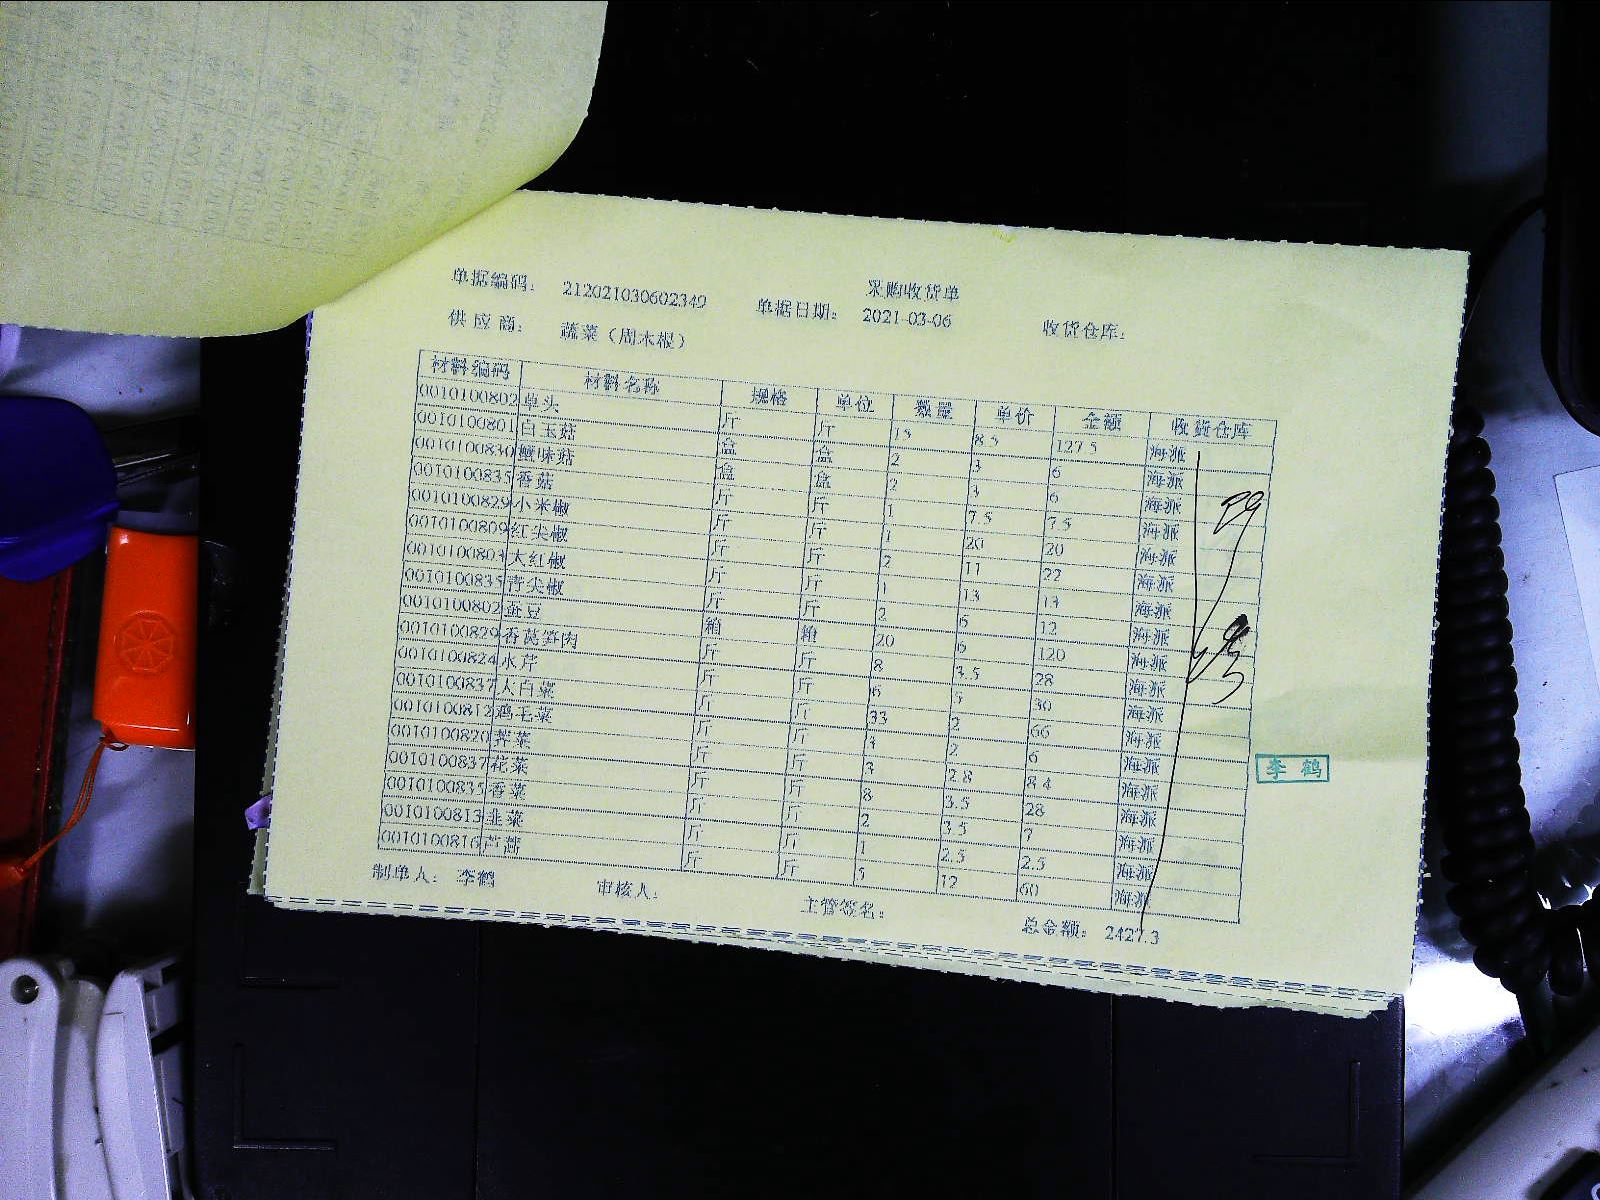 采购收货单
单据编码: 212021030602349 单据日期: 2021-03-06 收货仓库:
供应商: 蔬菜（周木根）
材料编码 材料名称 规格 单位 数量 单价 金额 收货仓库
0010100802 草头 斤 斤 15 8.5 127.5 海派
0010100801 白玉菇 盒 盒 2 3 6 海派
0010100830 蟹味菇 盒 盒 2 3 6 海派
0010100835 香菇 斤 斤 1 7.5 7.5 海派
0010100829 小米椒 斤 斤 1 20 20 海派
0010100809 红尖椒 斤 斤 2 11 22 海派
0010100803 大红椒 斤 斤 1 13 13 海派
0010100835 青尖椒 斤 斤 2 6 12 海派
0010100802 蚕豆 箱 箱 20 6 120 海派
0010100829 香莴笋肉 斤 斤 8 3.5 28 海派
0010100824 水芹 斤 斤 6 5 30 海派
0010100837 大白菜 斤 斤 33 2 66 海派
0010100812 鸡毛菜 斤 斤 3 2 6 海派
0010100820 荠菜 斤 斤 3 2.8 8.4 海派
0010100837 花菜 斤 斤 8 3.5 28 海派
0010100835 香菜 斤 斤 2 3.5 7 海派
0010100813 韭菜 斤 斤 1 2.5 2.5 海派
0010100816 芦蒿 斤 斤 5 12 60 海派
李鹤
制单人: 李鹤 审核人: 主管签名: 总金额: 2427.3